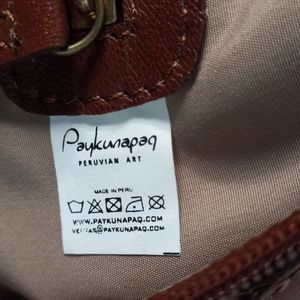 Paykunapaq
PERUVIAN ART
MADE IN PERU
WWW.PAYKUNAPAQ.COM
VENTAS@PAYKUNAPAQ.COM